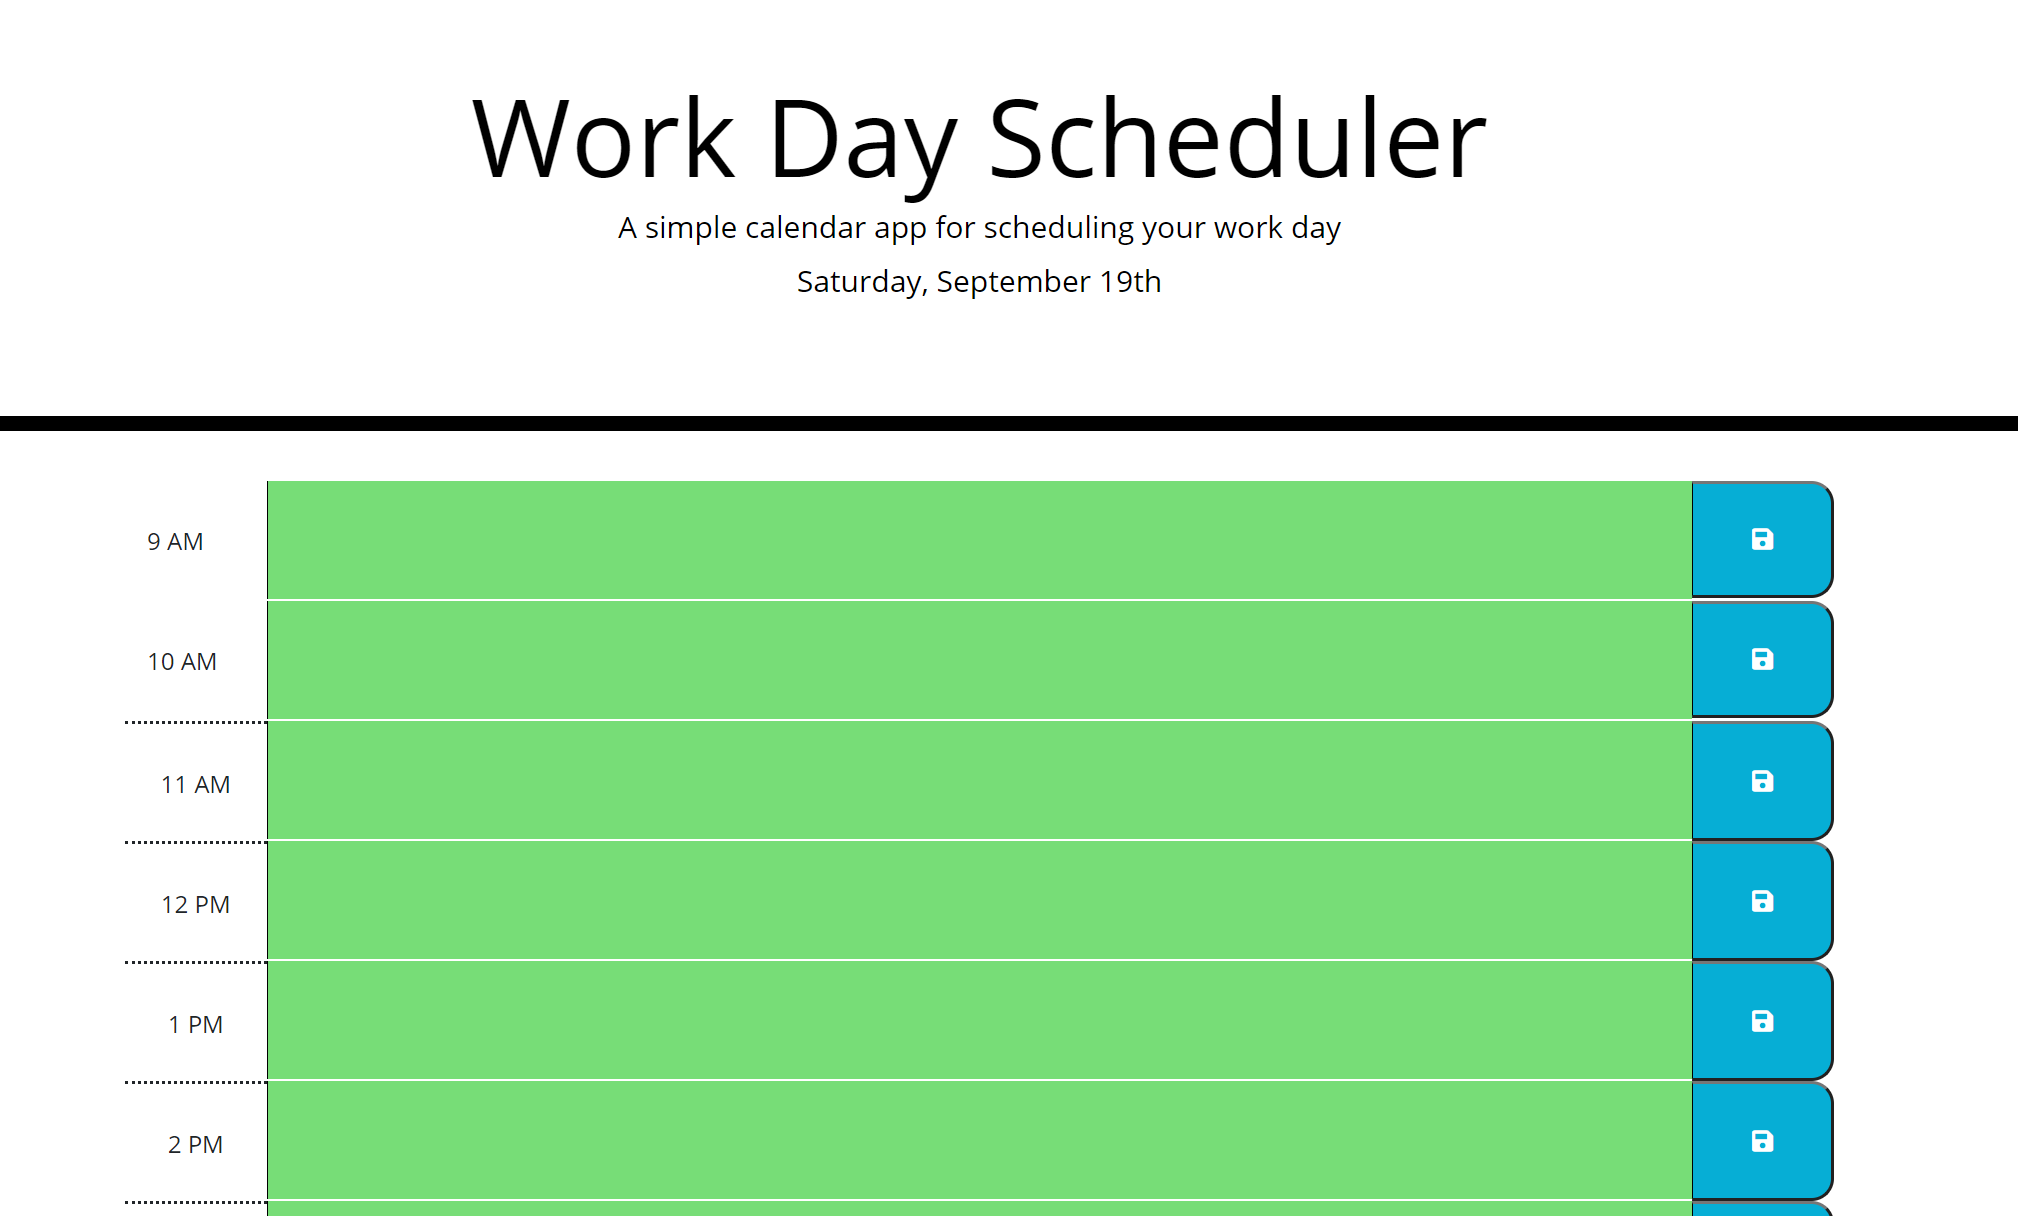 Work Day Scheduler
A simple calendar app for scheduling your work day
Saturday, September 19th
9 AM
10 AM
11 AM
12 PM
1 PM
2 PM